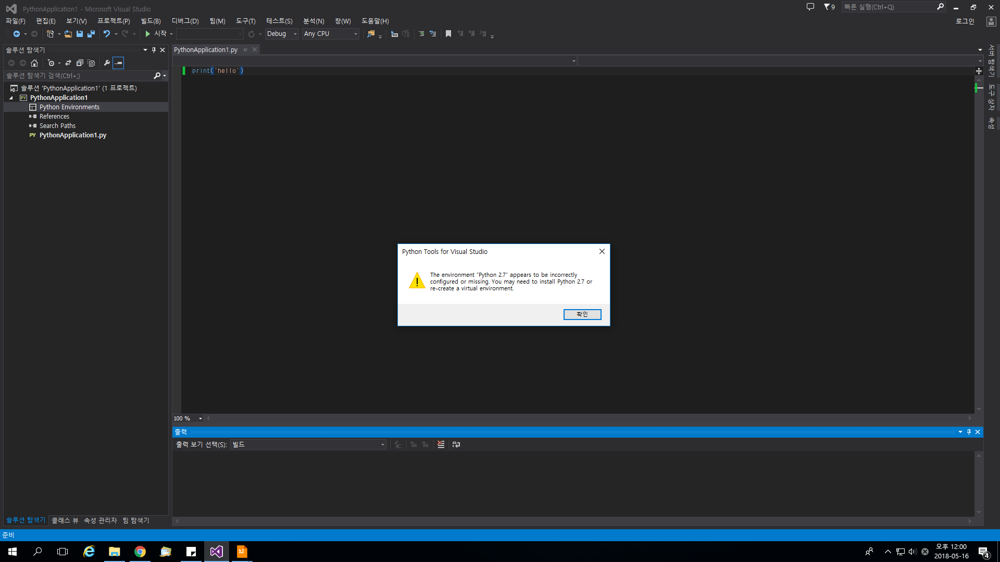 PythonApplication1 - Microsoft Visual Studio
9
빠른 실행(Ctrl+Q)
파일(F) 편집(E) 보기(V) 프로젝트(P) 빌드(B) 디버그(D) 팀(M) 도구(T) 테스트(S) 분석(N) 창(W) 도움말(H)
로그인
시작
Debug
Any CPU
솔루션 탐색기
솔루션 탐색기 검색(Ctrl+;)
솔루션 'PythonApplication1' (1 프로젝트)
PY PythonApplication1
Python Environments
References
Search Paths
PY PythonApplication1.py
PythonApplication1.py
print('hello')
서버 탐색기
도구 상자
속성
Python Tools for Visual Studio
The environment "Python 2.7" appears to be incorrectly
configured or missing. You may need to install Python 2.7 or
re-create a virtual environment.
확인
100 %
출력
출력 보기 선택(S): 빌드
솔루션 탐색기 클래스 뷰 속성 관리자 팀 탐색기
준비
오후 12:00
2018-05-16
4